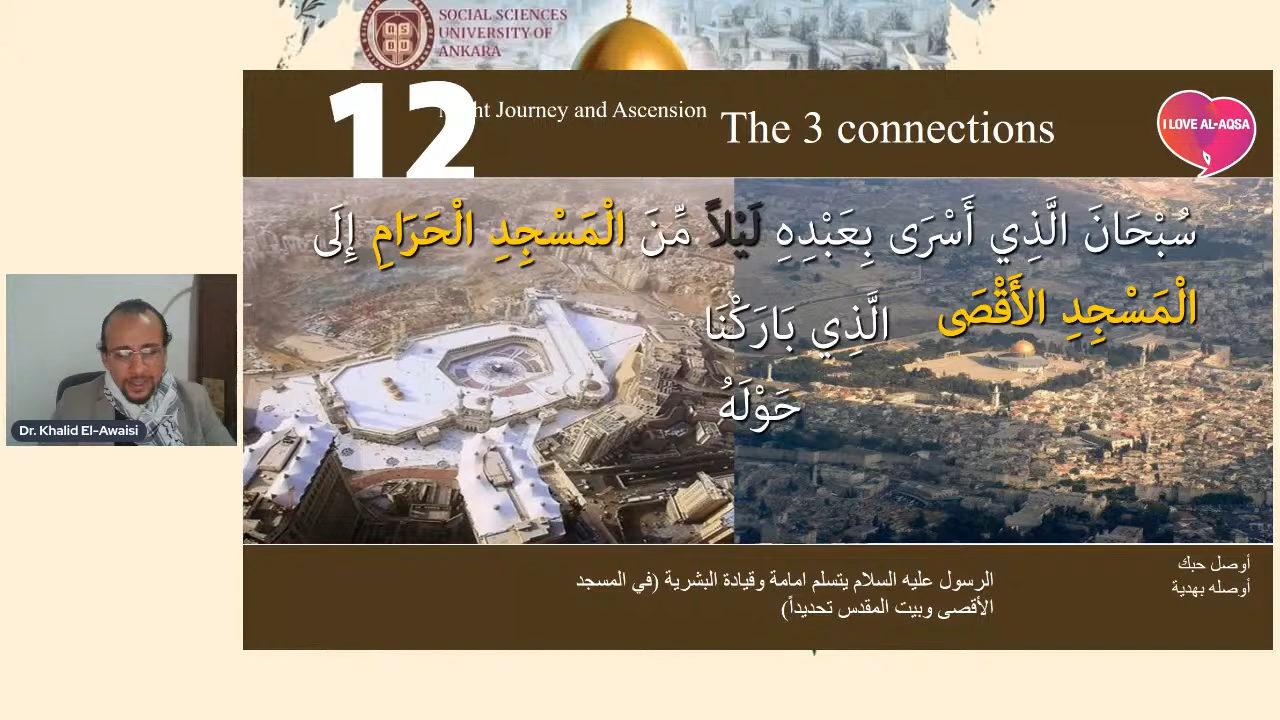 SOCIAL SCIENCES
UNIVERSITY OF
ANKARA
12
Journey and Ascension
The 3 connections
I LOVE AL-AQSA
سُبْحَانَ الَّذِي أَسْرَى بِعَبْدِهِ لَيْلاً مِّنَ الْمَسْجِدِ الْحَرَامِ إِلَى
الْمَسْجِدِ الأَقْصَى الَّذِي بَارَكْنَا
حَوْلَهُ
Dr. Khalid El-Awaisi
أوصل حبك
أوصله بهدية
الرسول عليه السلام يتسلم امامة وقيادة البشرية (في المسجد
الأقصى وبيت المقدس تحديداً)